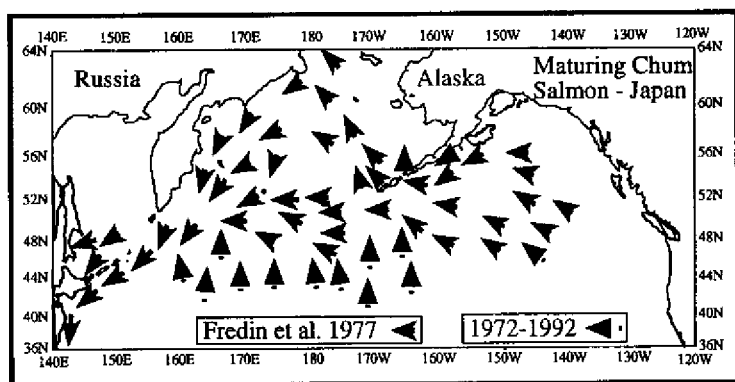 140E 150E 160E 170E 180 170W 160W 150W 140W 130W 120W
64N 64N
Russia Alaska Maturing Chum
Salmon - Japan
60N 60N
56N 56N
52N 52N
48N 48N
44N 44N
40N 40N
Fredin et al. 1977 1972-1992
36N 36N
140E 150E 160E 170E 180 170W 160W 150W 140W 130W 120W